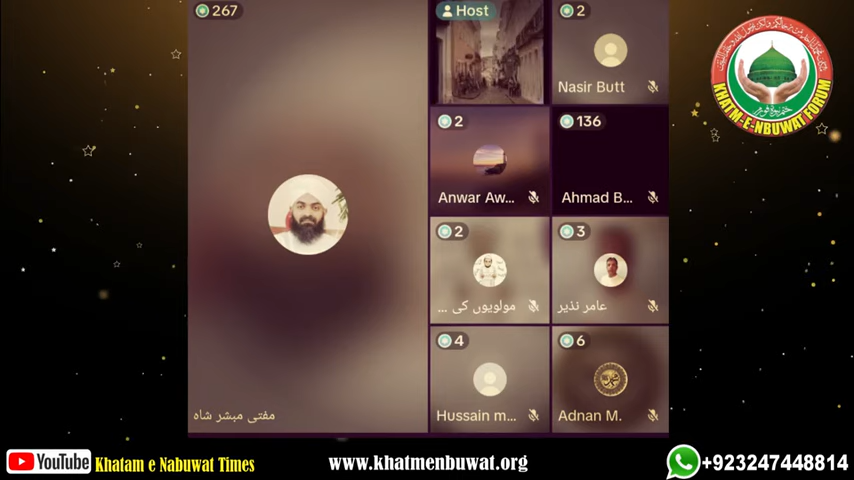 267
Host
2
Nasir Butt
2
Anwar Aw...
136
Ahmad B...
2
مولویوں کی ...
3
عامر نذیر
4
Hussain m...
6
Adnan M.
مفتی مبشر شاہ
KHATM-E-NBUWAT FORUM
YouTube Khatam e Nabuwat Times
www.khatmenbuwat.org
+923247448814